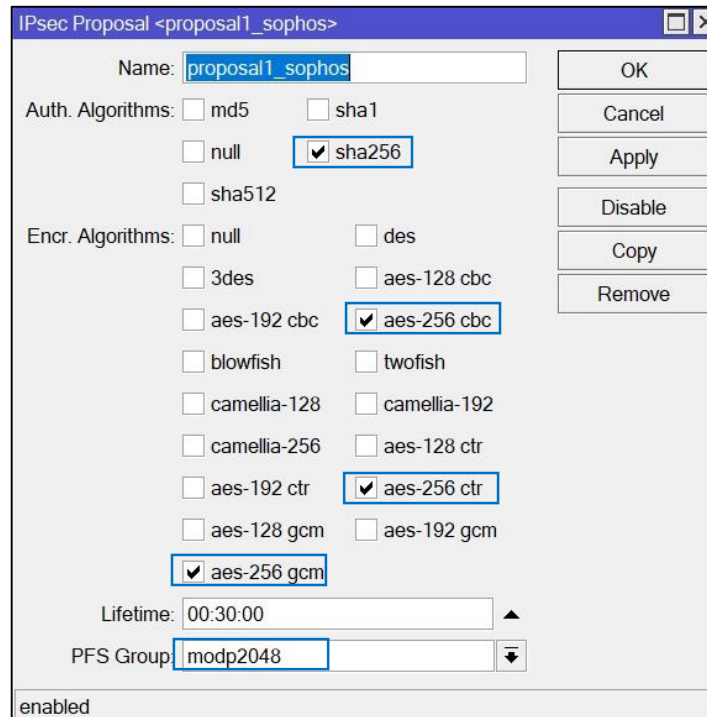 IPsec Proposal <proposal1_sophos>
Name: proposal1_sophos
OK
Auth. Algorithms: md5 sha1
Cancel
null sha256
Apply
sha512
Disable
Encr. Algorithms: null des
Copy
3des aes-128 cbc
Remove
aes-192 cbc aes-256 cbc
blowfish twofish
camellia-128 camellia-192
camellia-256 aes-128 ctr
aes-192 ctr aes-256 ctr
aes-128 gcm aes-192 gcm
aes-256 gcm
Lifetime: 00:30:00
PFS Group: modp2048
enabled